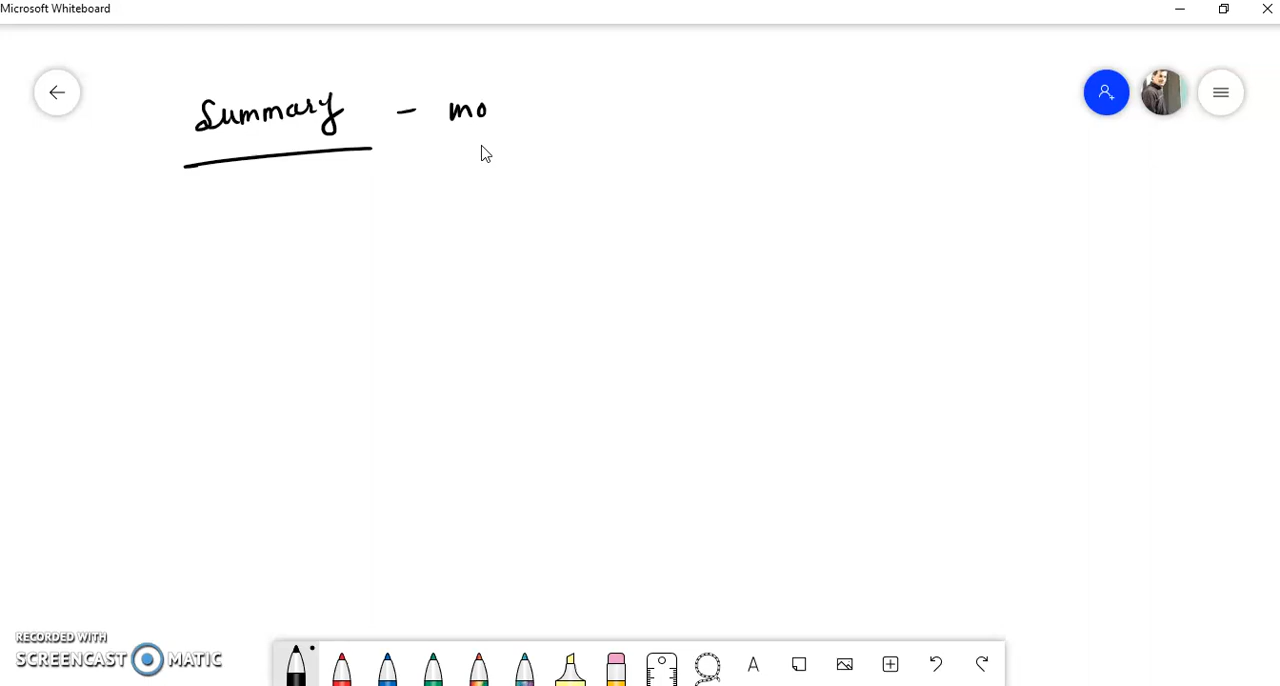 Microsoft Whiteboard
Summary - mo
RECORDED WITH
SCREENCAST MATIC